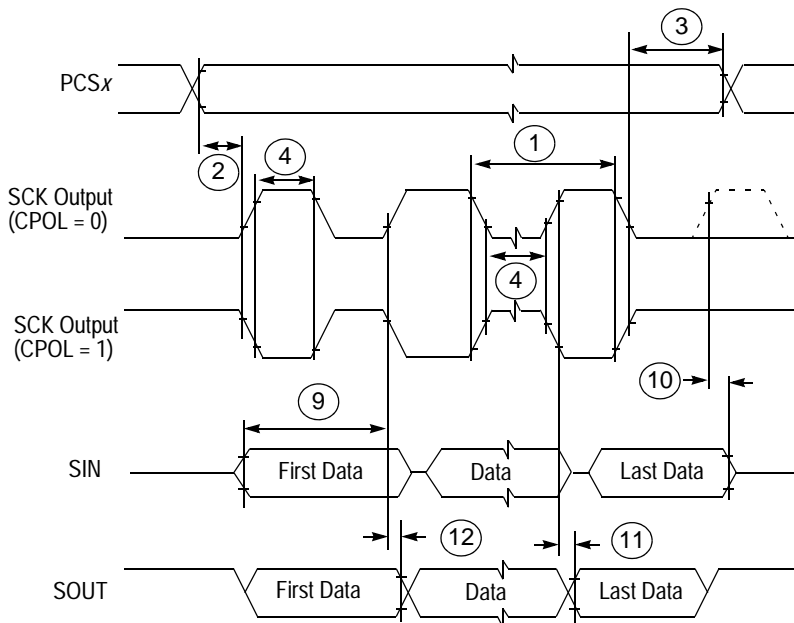 3
PCSx
1
2
4
SCK Output
(CPOL = 0)
4
SCK Output
(CPOL = 1)
10
9
SIN
First Data
Data
Last Data
12
11
SOUT
First Data
Data
Last Data